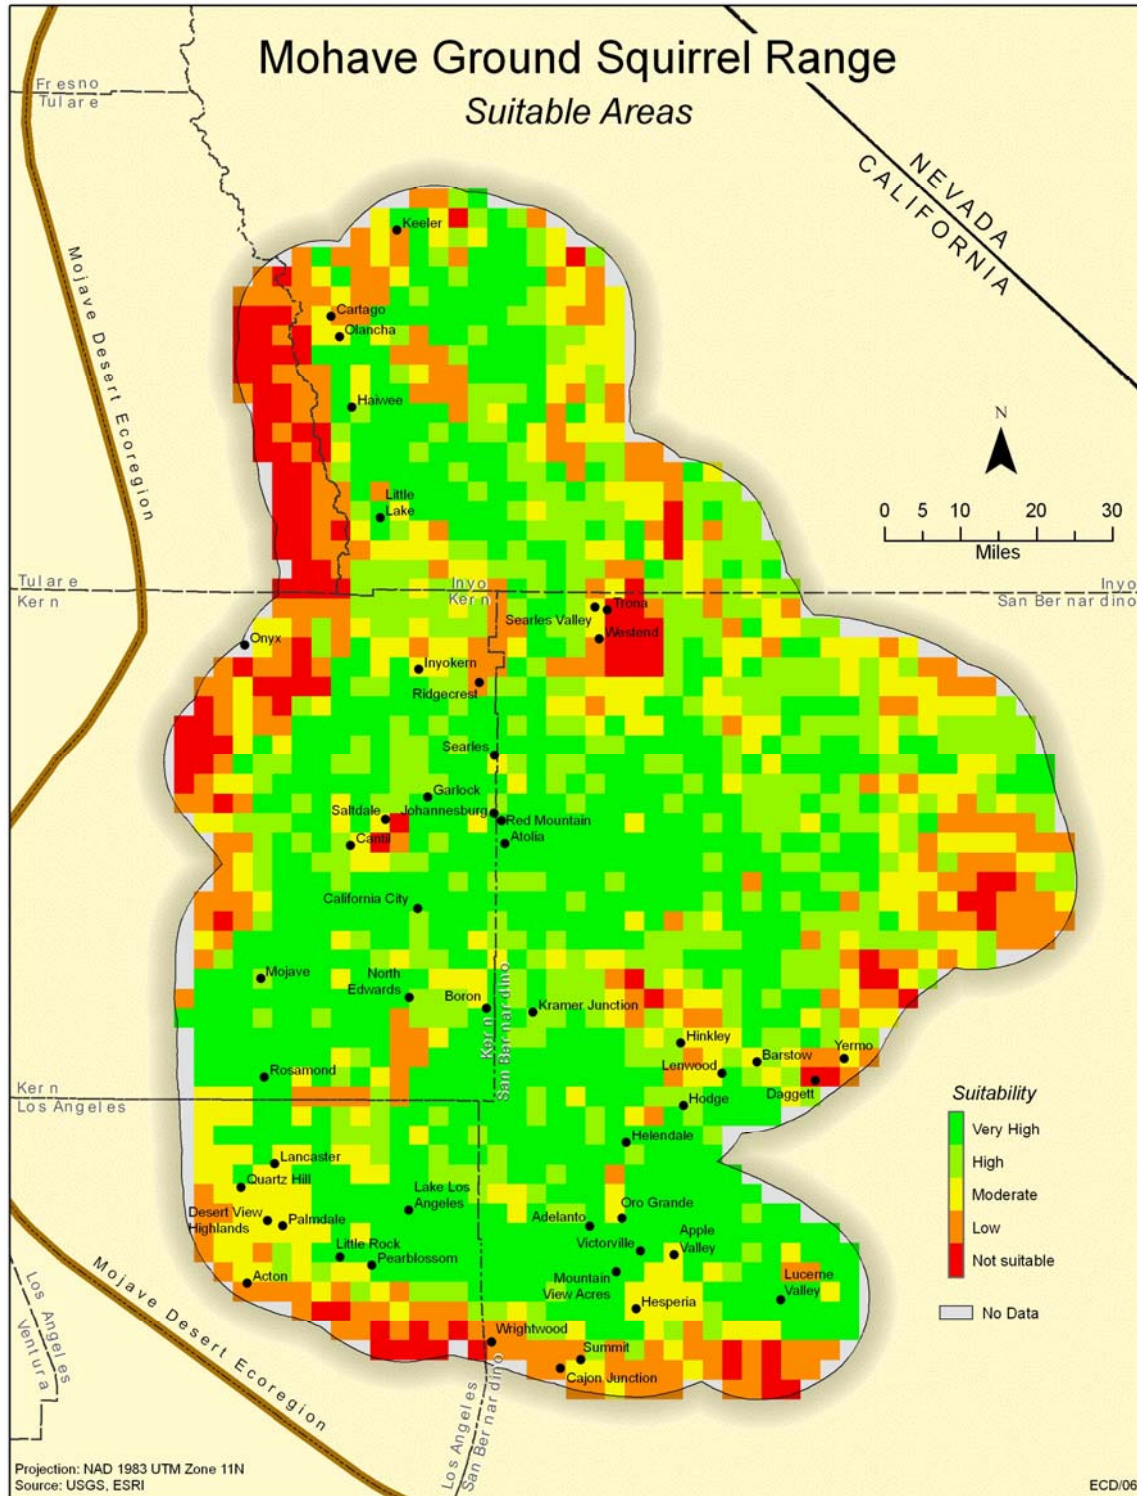 Mohave Ground Squirrel Range
Suitable Areas
Fresno
Tulare
NEVADA
CALIFORNIA
Mojave Desert Ecoregion
Keeler
Cartago
Olancha
Haiwee
Little
Lake
N
0 5 10 20 30
Miles
Tulare
Kern
Inyo
Kern
Inyo
San Bernardino
Trona
Searles Valley
Westend
Onyx
Inyokern
Ridgecrest
Searles
Garlock
Saltdale
Johannesburg
Red Mountain
Cantil
Atolia
California City
Mojave
North
Edwards
Boron
Kramer Junction
Kern
San Bernardino
Hinkley
Yermo
Barstow
Lenwood
Daggett
Rosamond
Hodge
Kern
Los Angeles
Helendale
Lancaster
Quartz Hill
Lake Los
Angeles
Desert View
Highlands
Palmdale
Oro Grande
Adelanto
Apple
Valley
Victorville
Little Rock
Pearblossom
Acton
Mountain
View Acres
Lucerne
Valley
Hesperia
Wrightwood
Summit
Cajon Junction
Suitability
Very High
High
Moderate
Low
Not suitable
No Data
Los Angeles
Ventura
Mojave Desert Ecoregion
Los Angeles
San Bernardino
Projection: NAD 1983 UTM Zone 11N
Source: USGS, ESRI
ECD/06